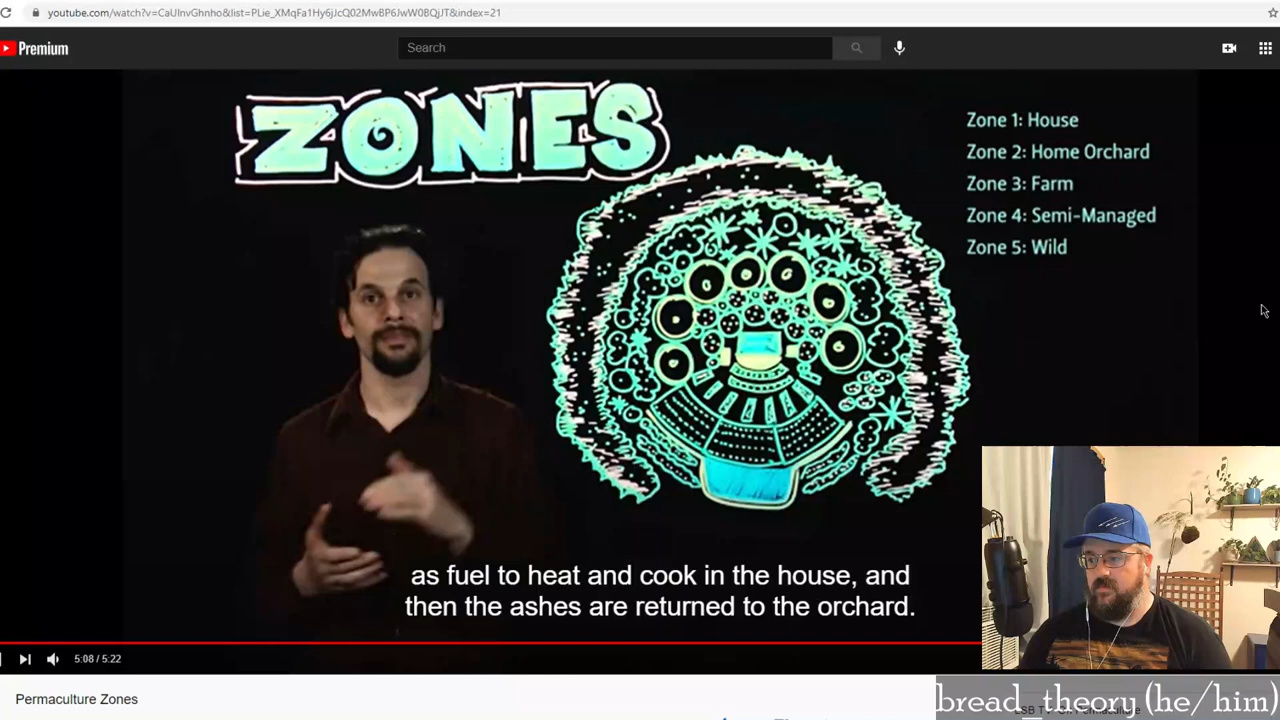 youtube.com/watch?v=CaUlnvGhnho&list=PLie_XMqFa1Hy6jJcQ02MwBP6JwW0BQjJT&index=21
Premium
Search
ZONES
Zone 1: House
Zone 2: Home Orchard
Zone 3: Farm
Zone 4: Semi-Managed
Zone 5: Wild
as fuel to heat and cook in the house, and
then the ashes are returned to the orchard.
5:08 / 5:22
Permaculture Zones
bread_theory (he/him)